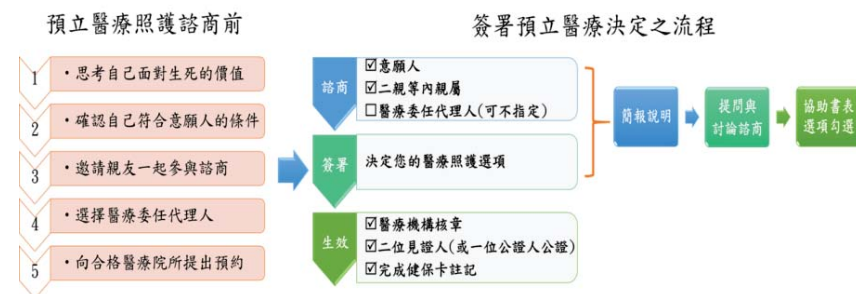 預立醫療照護諮商前
1 ・思考自己面對生死的價值
2 ・確認自己符合意願人的條件
3 ・邀請親友一起參與諮商
4 ・選擇醫療委任代理人
5 ・向合格醫療院所提出預約
簽署預立醫療決定之流程
諮商
☑意願人
☑二親等內親屬
☐醫療委任代理人(可不指定)
簽署
決定您的醫療照護選項
生效
☑醫療機構核章
☑二位見證人(或一位公證人公證)
☑完成健保卡註記
簡報說明
提問與
討論諮商
協助書表
選項勾選